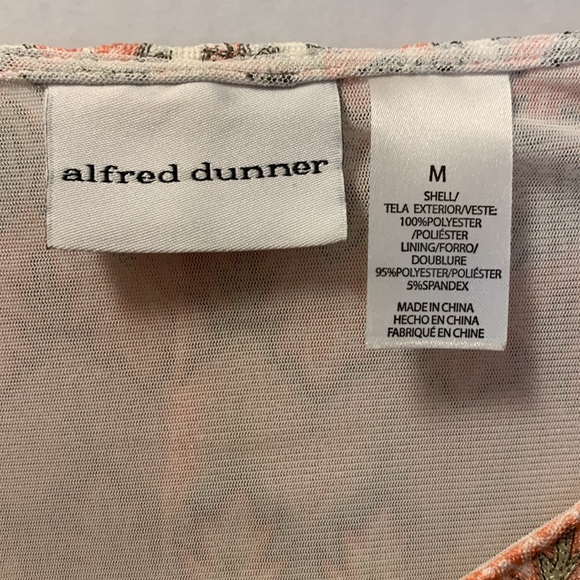 alfred dunner
M
SHELL/
TELA EXTERIOR/VESTE:
100%POLYESTER
/POLIÉSTER
LINING/FORRO/
DOUBLURE
95%POLYESTER/POLIÉSTER
5%SPANDEX
MADE IN CHINA
HECHO EN CHINA
FABRIQUÉ EN CHINE